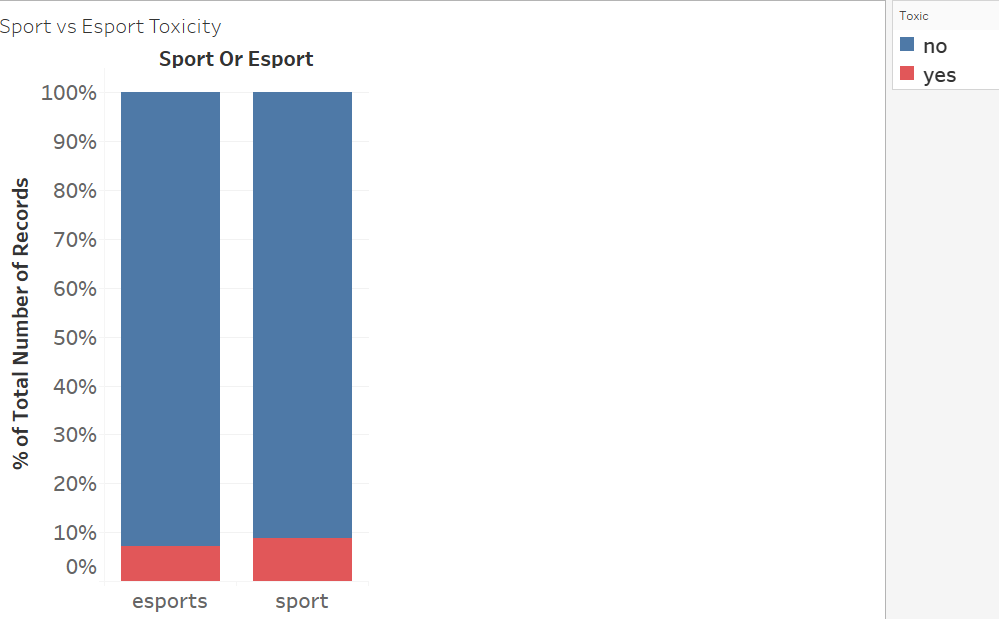 Sport vs Esport Toxicity
Sport Or Esport
% of Total Number of Records
100%
90%
80%
70%
60%
50%
40%
30%
20%
10%
0%
esports
sport
Toxic
no
yes